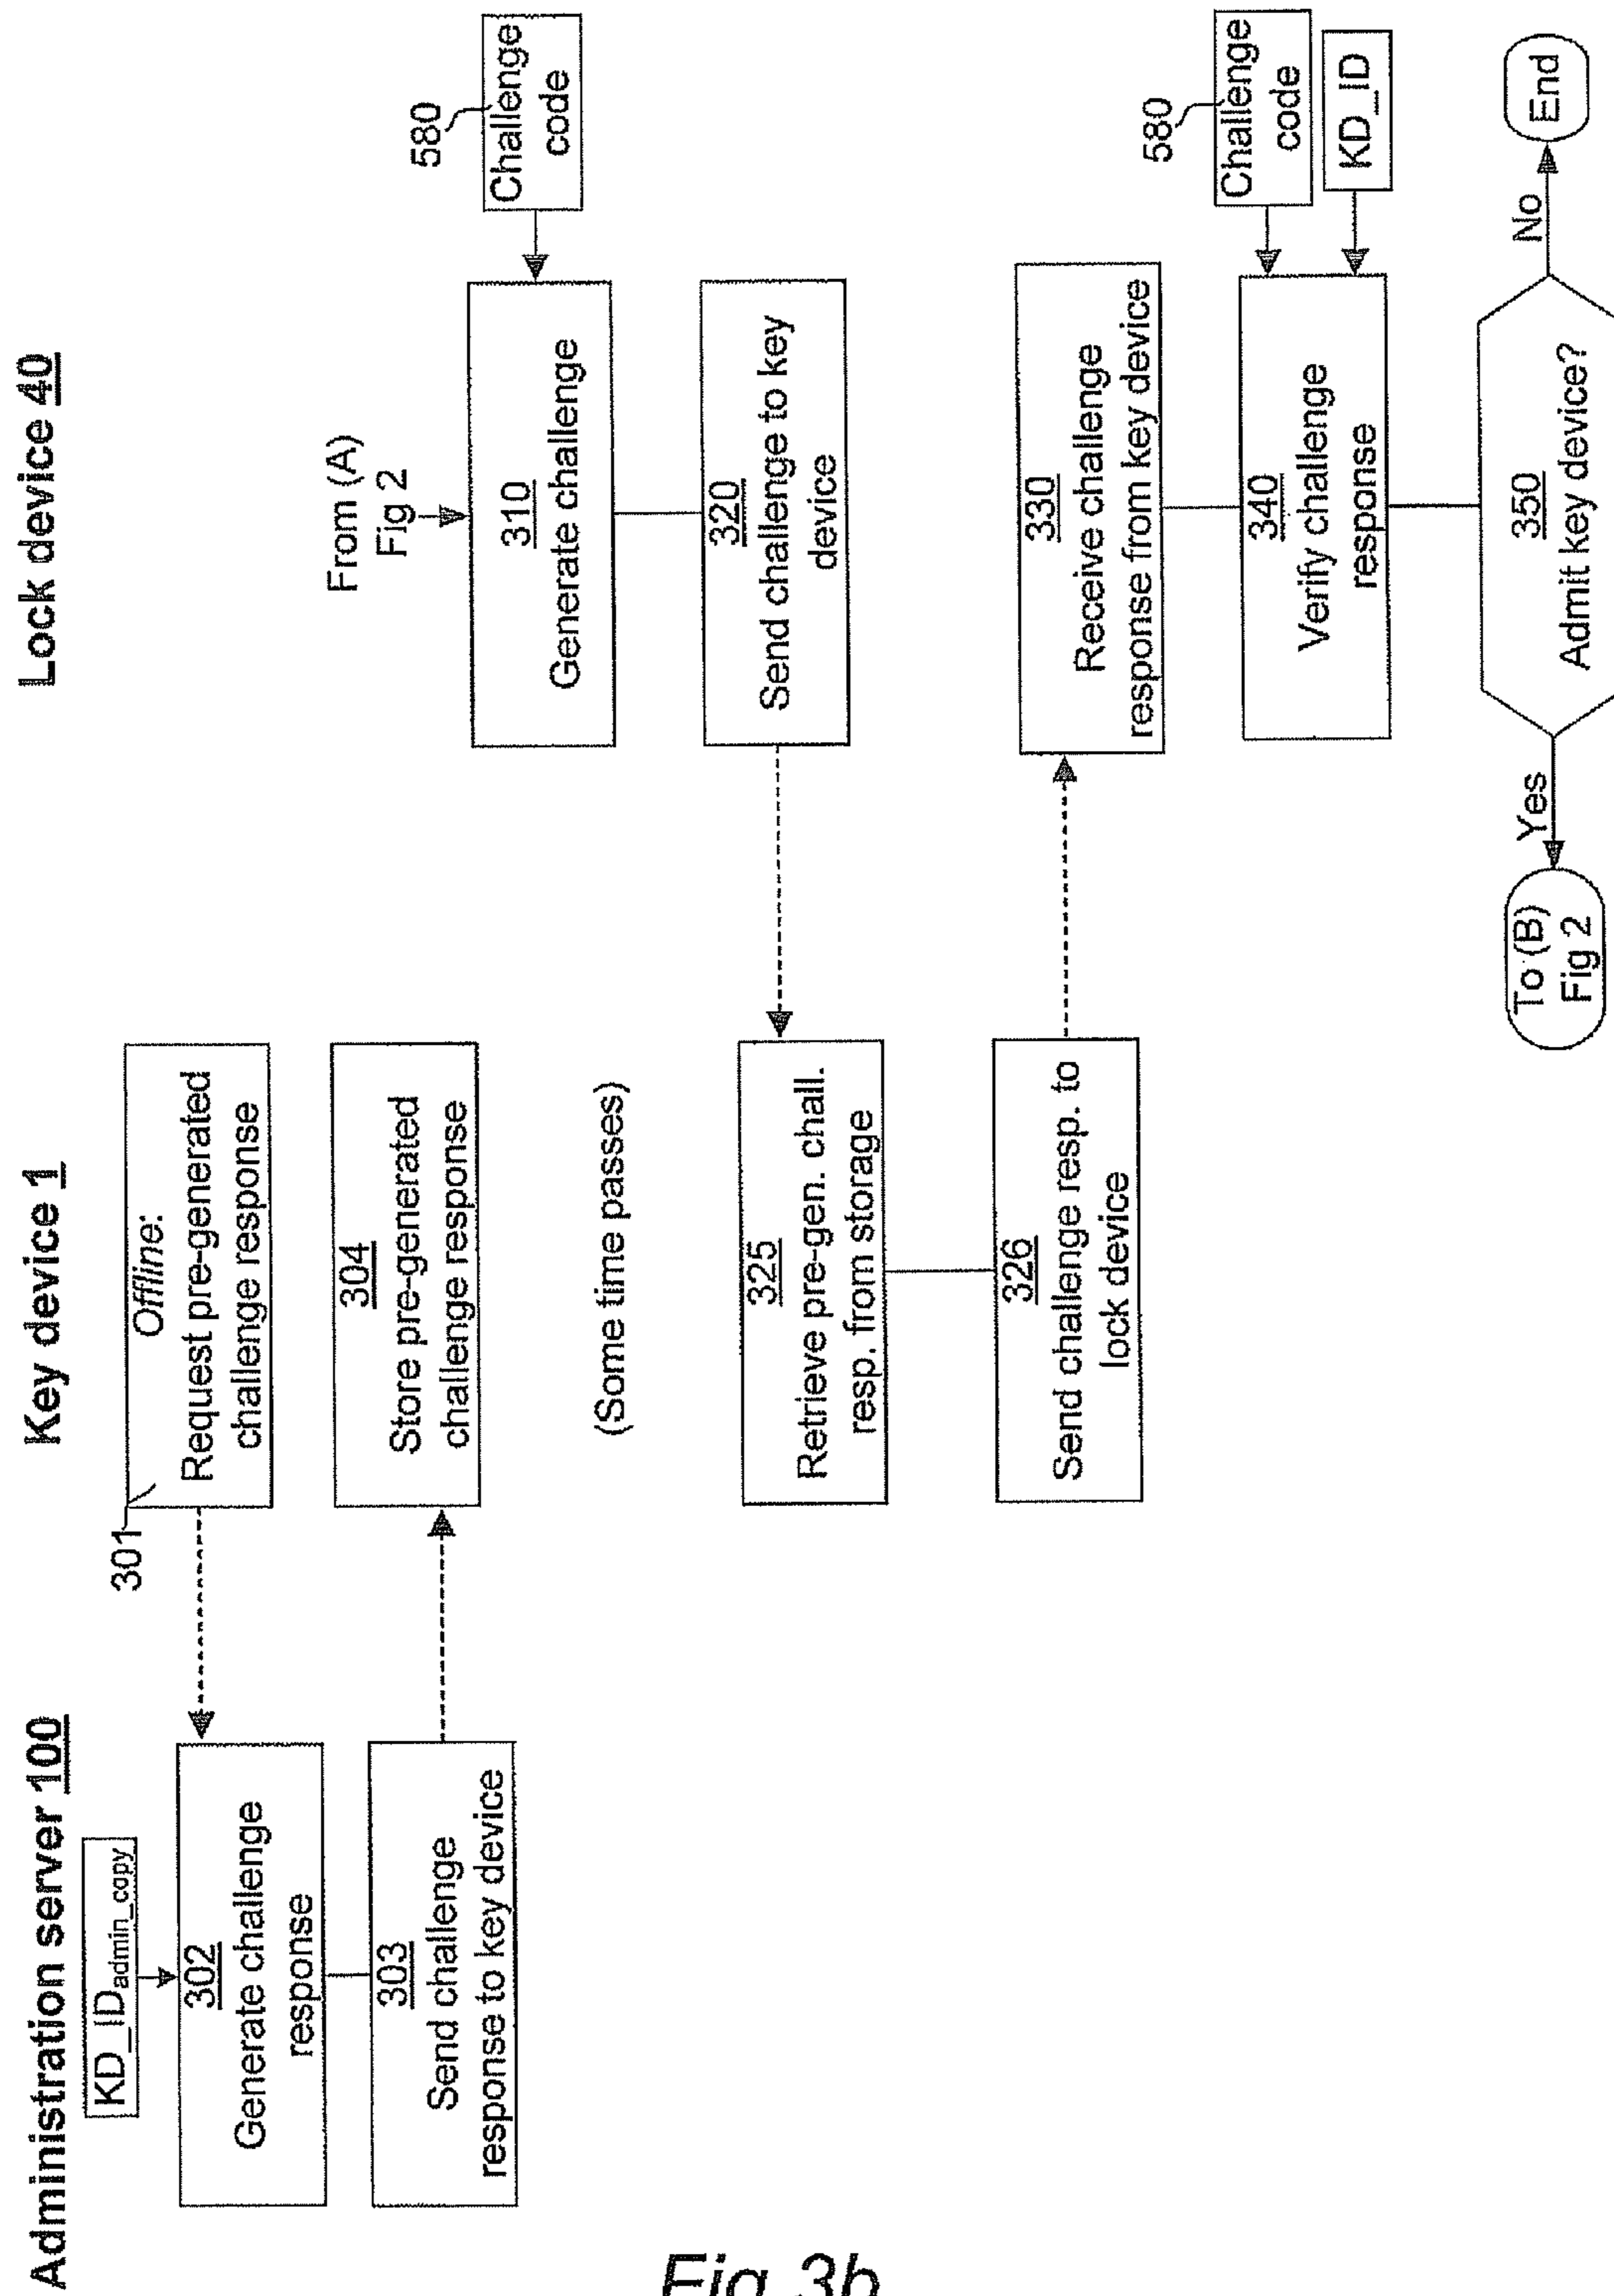 Administration server 100
KD_ID admin_copy
302
Generate challenge
response
303
Send challenge
response to key device
Key device 1
301
Offline:
Request pre-generated
challenge response
304
Store pre-generated
challenge response
(Some time passes)
325
Retrieve pre-gen. chall.
resp. from storage
326
Send challenge resp. to
lock device
Lock device 40
From (A)
Fig 2
310
Generate challenge
580
Challenge
code
320
Send challenge to key
device
330
Receive challenge
response from key device
340
Verify challenge
response
580
Challenge
code
KD_ID
350
Admit key device?
Yes
To (B)
Fig 2
No
End
Fig 3b